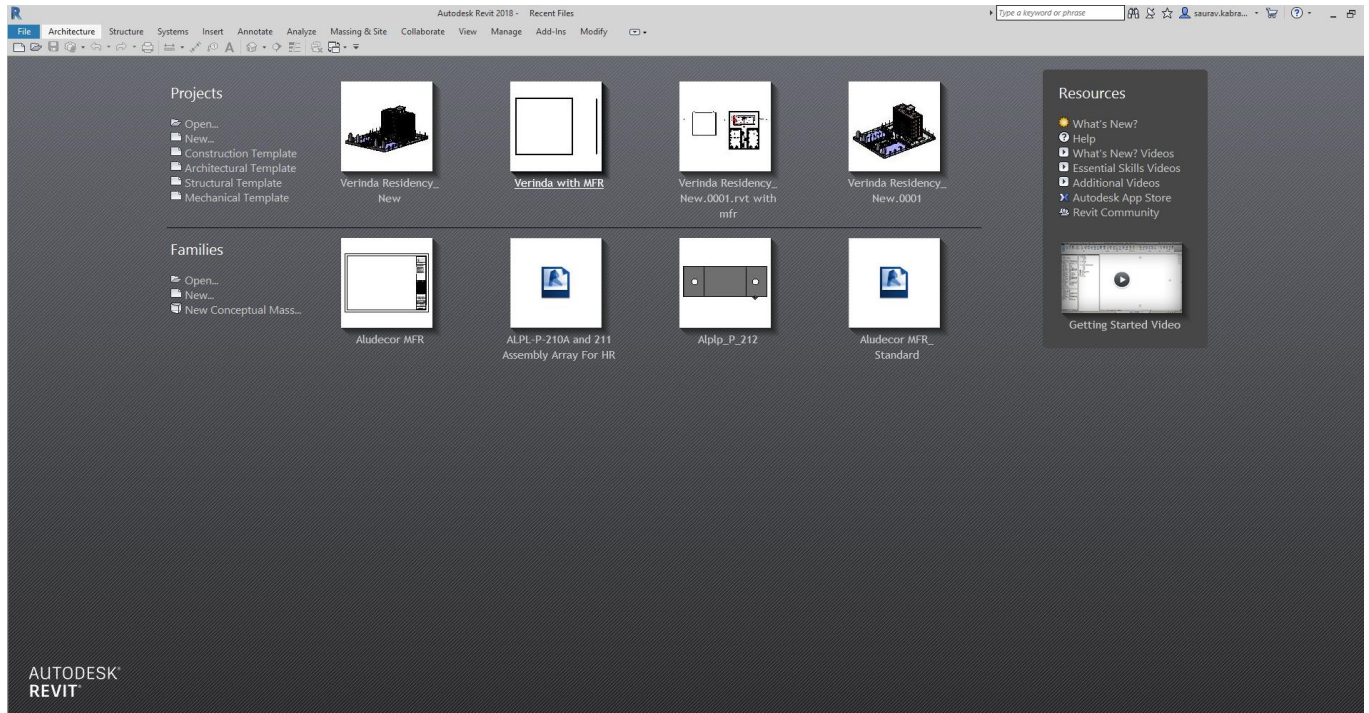 Autodesk Revit 2018 - Recent Files
Type a keyword or phrase
saurav.kabra...
File Architecture Structure Systems Insert Annotate Analyze Massing & Site Collaborate View Manage Add-Ins Modify
Projects
Open...
New...
Construction Template
Architectural Template
Structural Template
Mechanical Template
Verinda Residency_
New
Verinda with MFR
Verinda Residency_
New.0001.rvt with
mfr
Verinda Residency_
New.0001
Families
Open...
New...
New Conceptual Mass...
Aludecor MFR
ALPL-P-210A and 211
Assembly Array For HR
Alplp_P_212
Aludecor MFR_
Standard
Resources
What's New?
Help
What's New? Videos
Essential Skills Videos
Additional Videos
Autodesk App Store
Revit Community
Getting Started Video
AUTODESK®
REVIT®